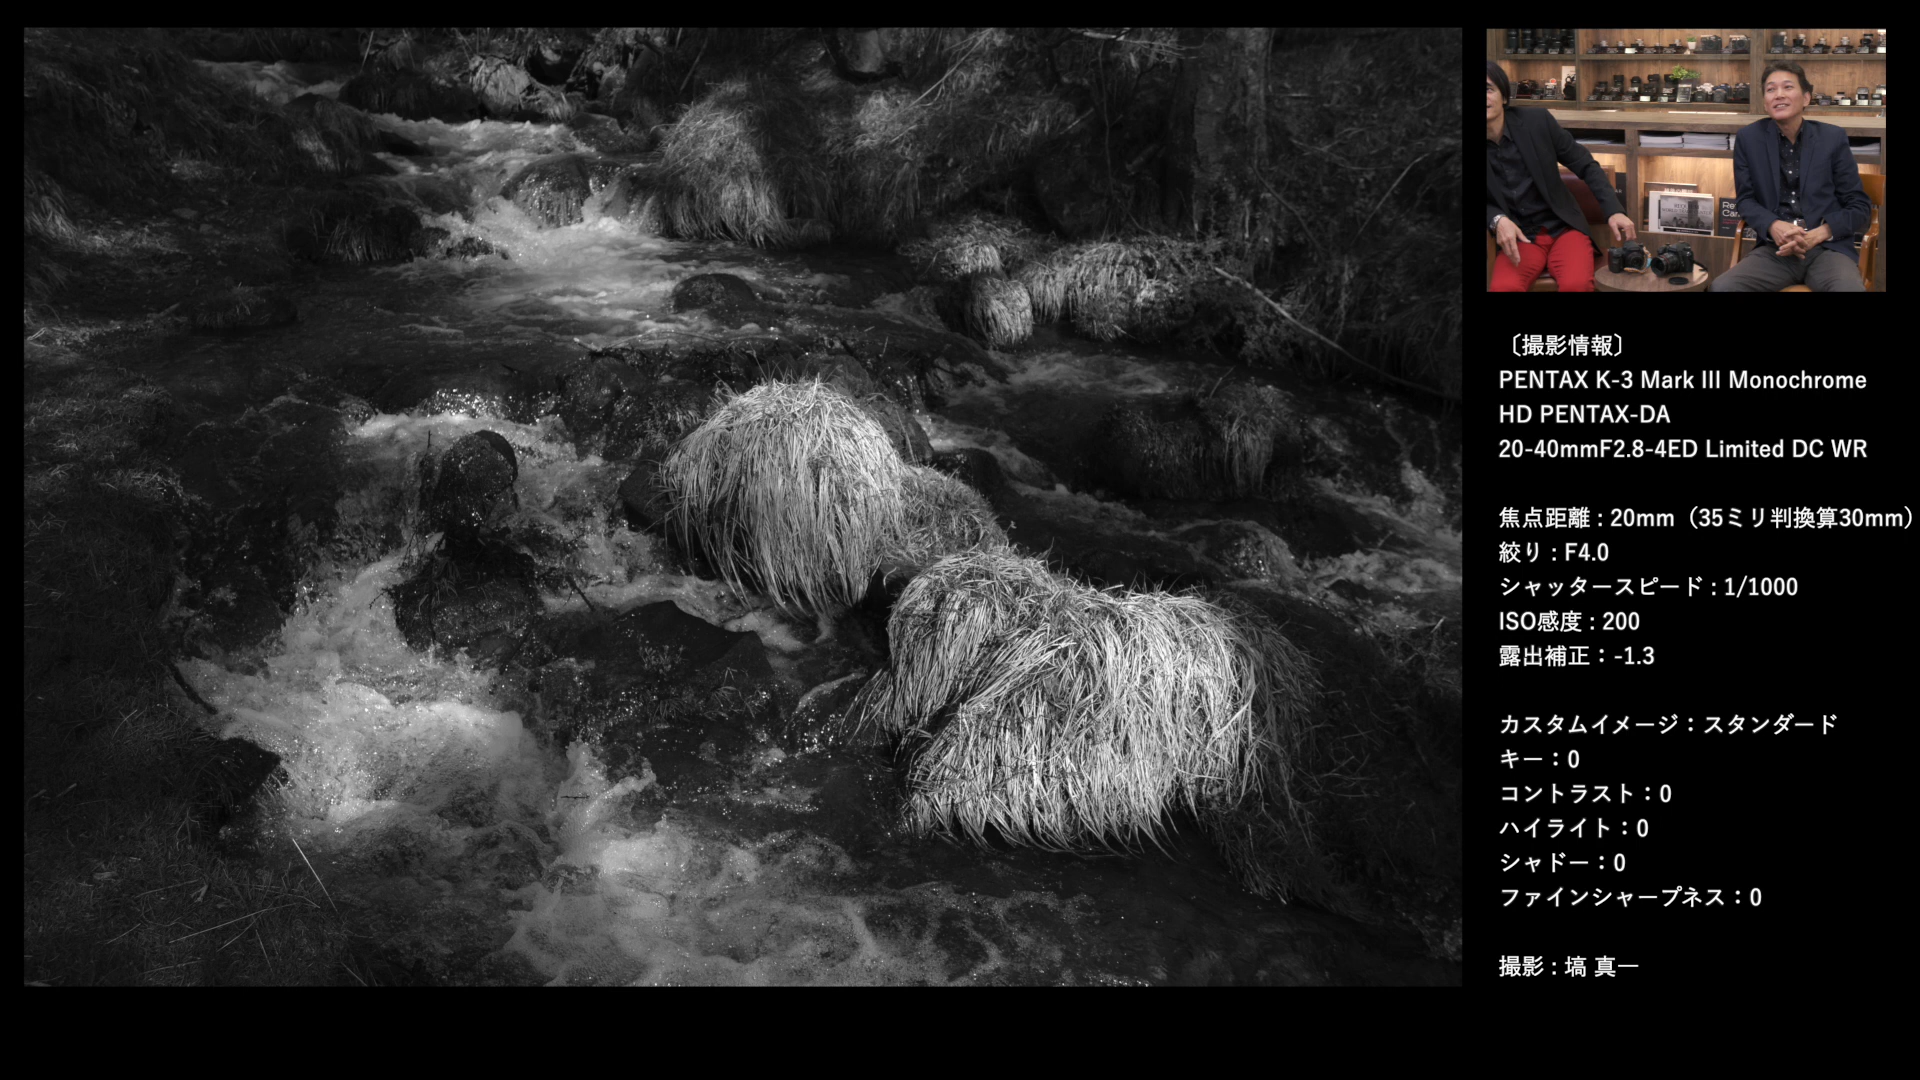 〔撮影情報〕
PENTAX K-3 Mark III Monochrome
HD PENTAX-DA
20-40mmF2.8-4ED Limited DC WR
焦点距離 : 20mm（35ミリ判換算30mm）
絞り : F4.0
シャッタースピード : 1/1000
ISO感度 : 200
露出補正：-1.3
カスタムイメージ：スタンダード
キー：0
コントラスト：0
ハイライト：0
シャドー：0
ファインシャープネス：0
撮影 : 塙 真一